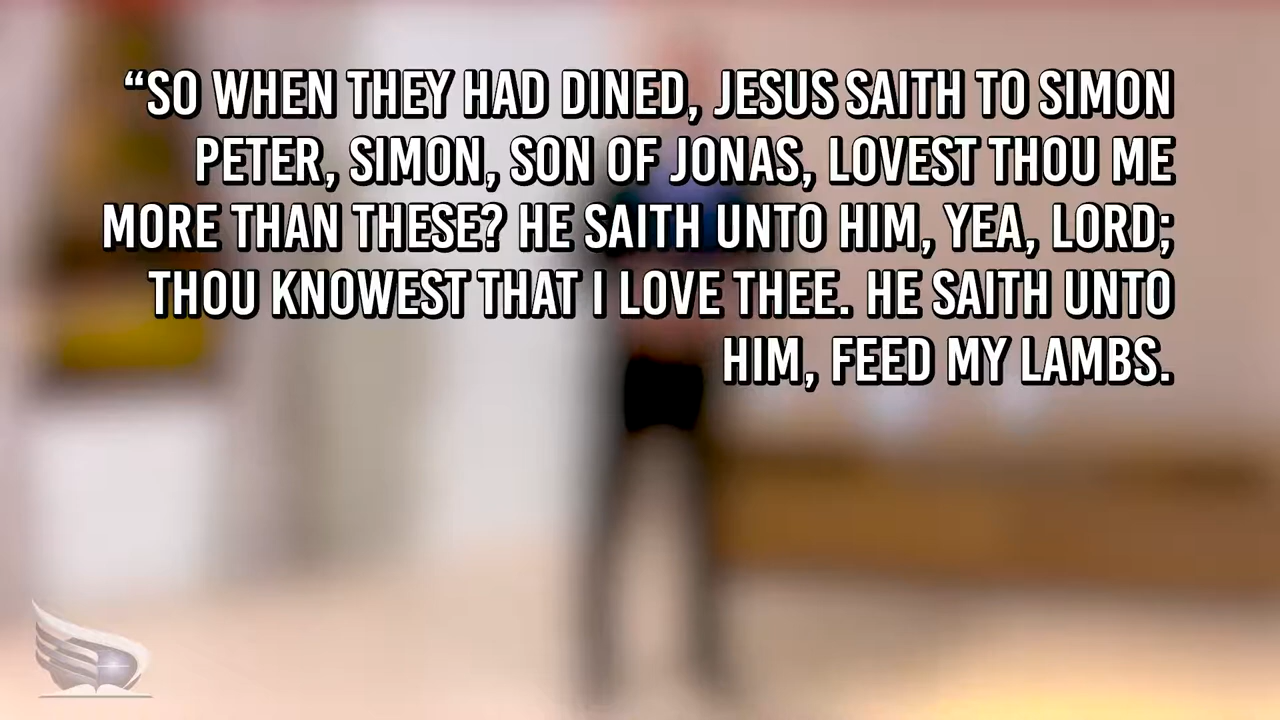 “SO WHEN THEY HAD DINED, JESUS SAITH TO SIMON
PETER, SIMON, SON OF JONAS, LOVEST THOU ME
MORE THAN THESE? HE SAITH UNTO HIM, YEA, LORD;
THOU KNOWEST THAT I LOVE THEE. HE SAITH UNTO
HIM, FEED MY LAMBS.